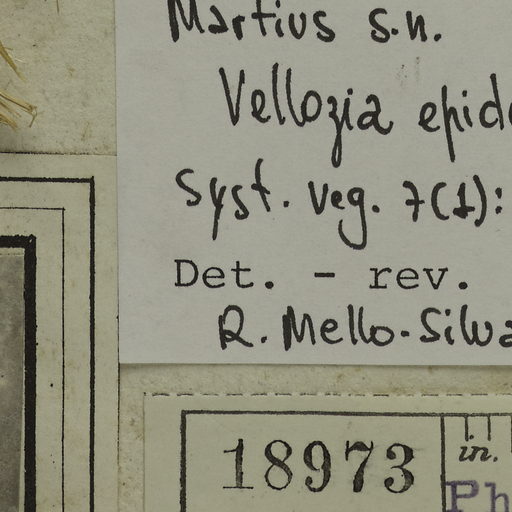 Martius s.n.
Vellozia epid
Syst. Veg. 7(1):
Det. - rev.
R. Mello-Silva
18973
in.
Ph